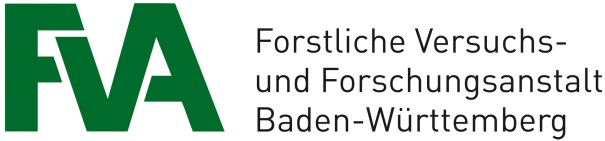 FVA
Forstliche Versuchs-
und Forschungsanstalt
Baden-Württemberg